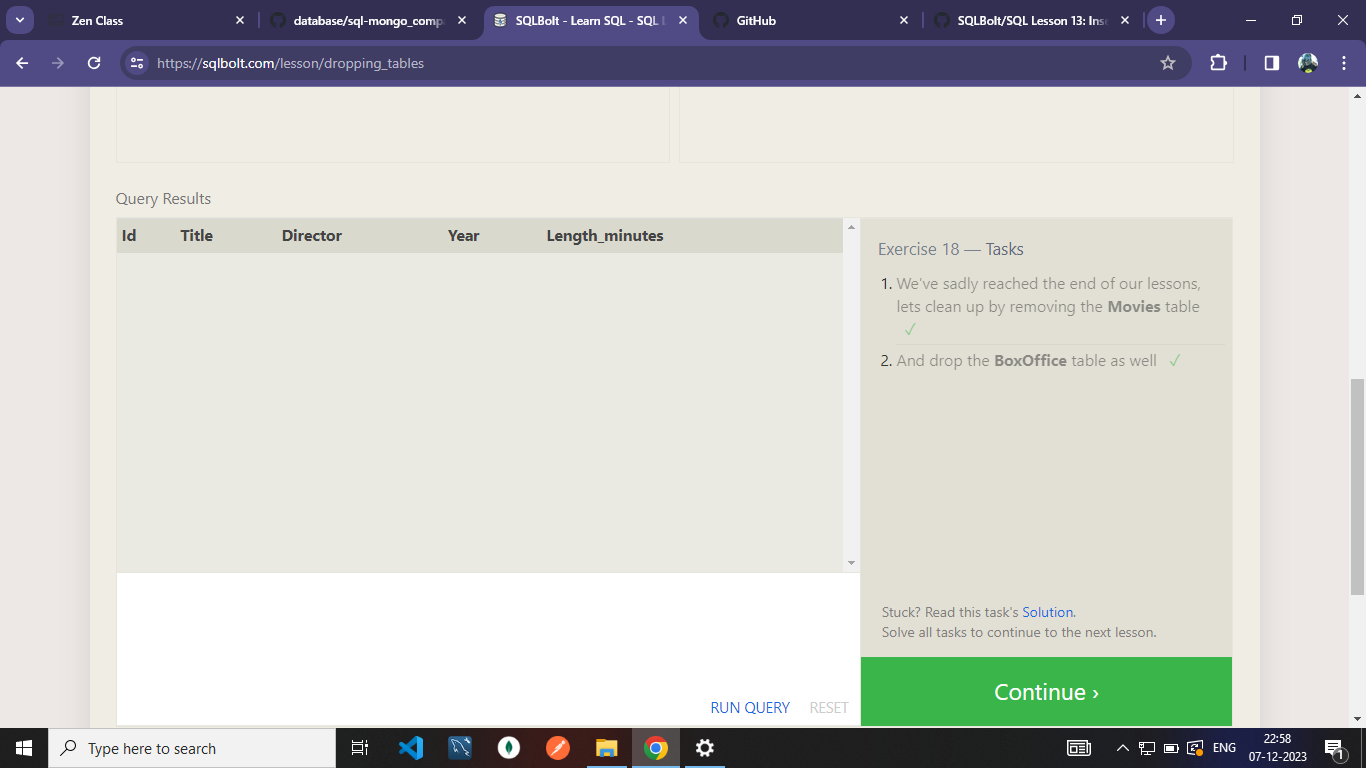 Zen Class
database/sql-mongo_comp
SQLBolt - Learn SQL - SQL L
GitHub
SQLBolt/SQL Lesson 13: Inse
https://sqlbolt.com/lesson/dropping_tables
Query Results
Id Title Director Year Length_minutes
Exercise 18 — Tasks
1. We've sadly reached the end of our lessons,
lets clean up by removing the Movies table
✓
2. And drop the BoxOffice table as well ✓
Stuck? Read this task's Solution.
Solve all tasks to continue to the next lesson.
RUN QUERY RESET
Continue ›
Type here to search
ENG
22:58
07-12-2023
1